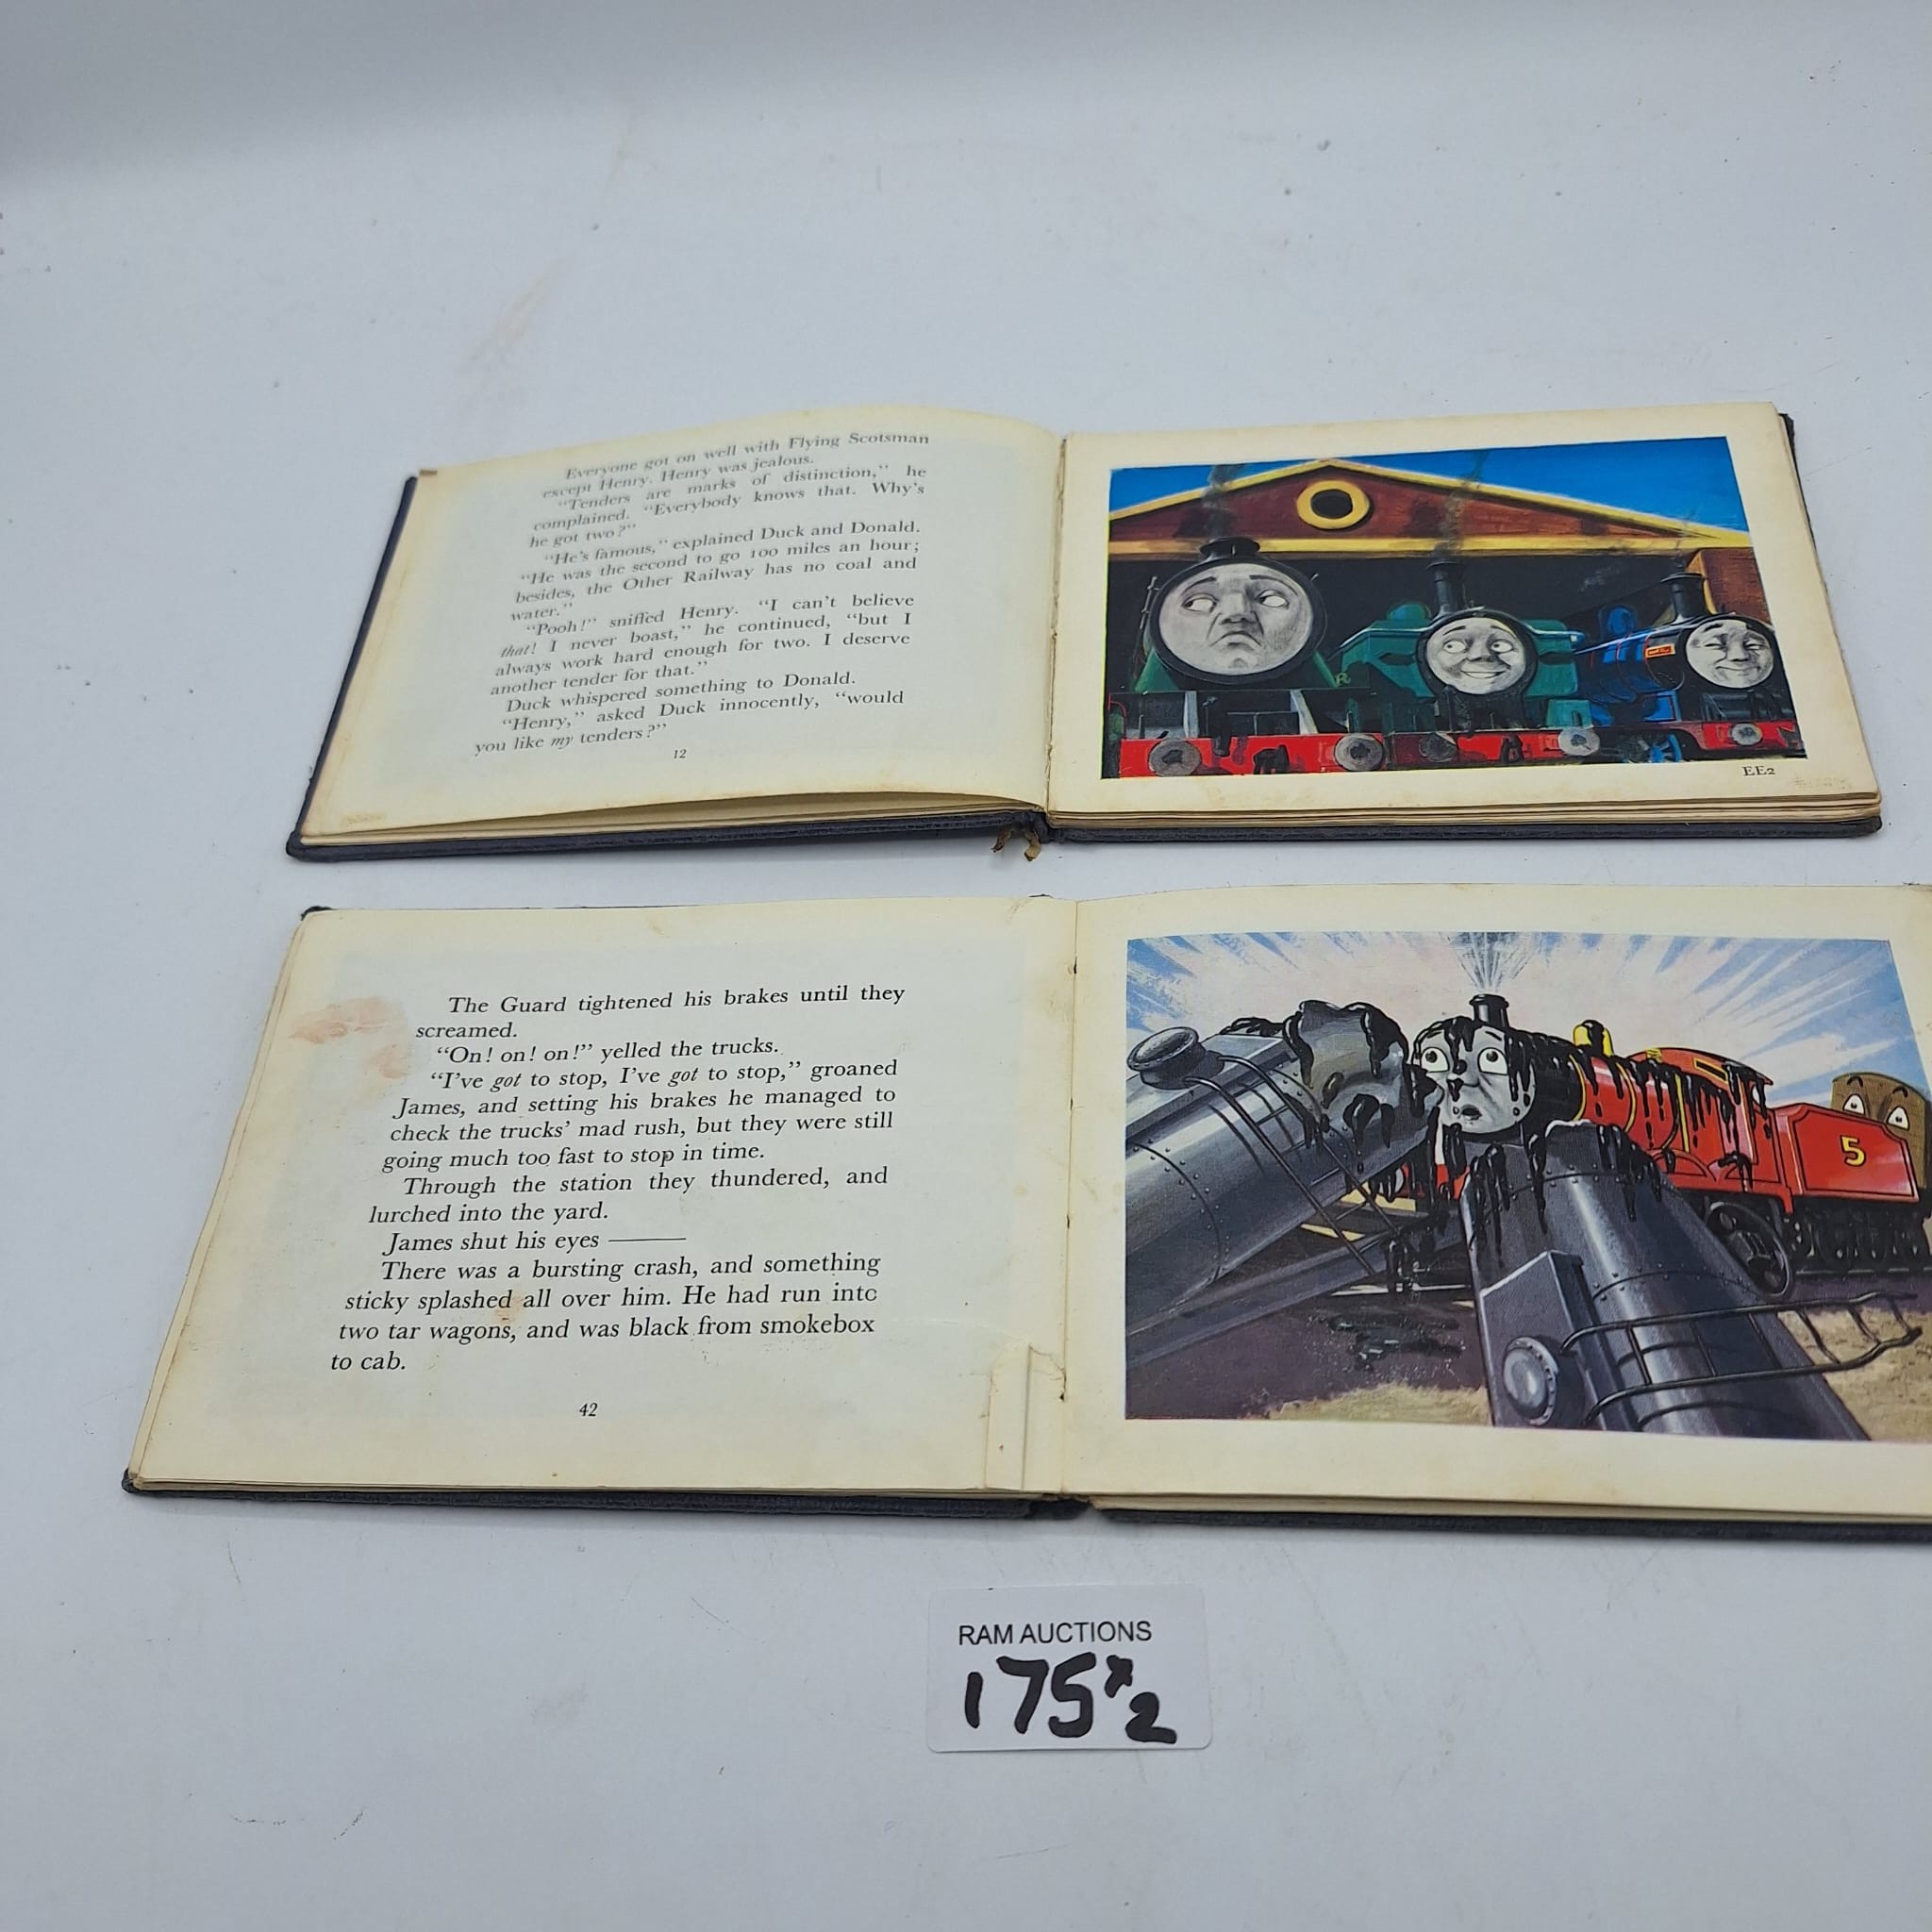 Everyone got on well with Flying Scotsman
except Henry. Henry was jealous.
“Tenders are marks of distinction,” he
complained. “Everybody knows that. Why’s
he got two?”
“He’s famous,” explained Duck and Donald.
“He was the second to go 100 miles an hour;
besides, the Other Railway has no coal and
water.”
“Pooh!” sniffed Henry. “I can’t believe
that! I never boast,” he continued, “but I
always work hard enough for two. I deserve
another tender for that.”
Duck whispered something to Donald.
“Henry,” asked Duck innocently, “would
you like my tenders?”
12
EE2
The Guard tightened his brakes until they
screamed.
“On! on! on!” yelled the trucks.
“I’ve got to stop, I’ve got to stop,” groaned
James, and setting his brakes he managed to
check the trucks’ mad rush, but they were still
going much too fast to stop in time.
Through the station they thundered, and
lurched into the yard.
James shut his eyes ———
There was a bursting crash, and something
sticky splashed all over him. He had run into
two tar wagons, and was black from smokebox
to cab.
42
5
RAM AUCTIONS
175 x2